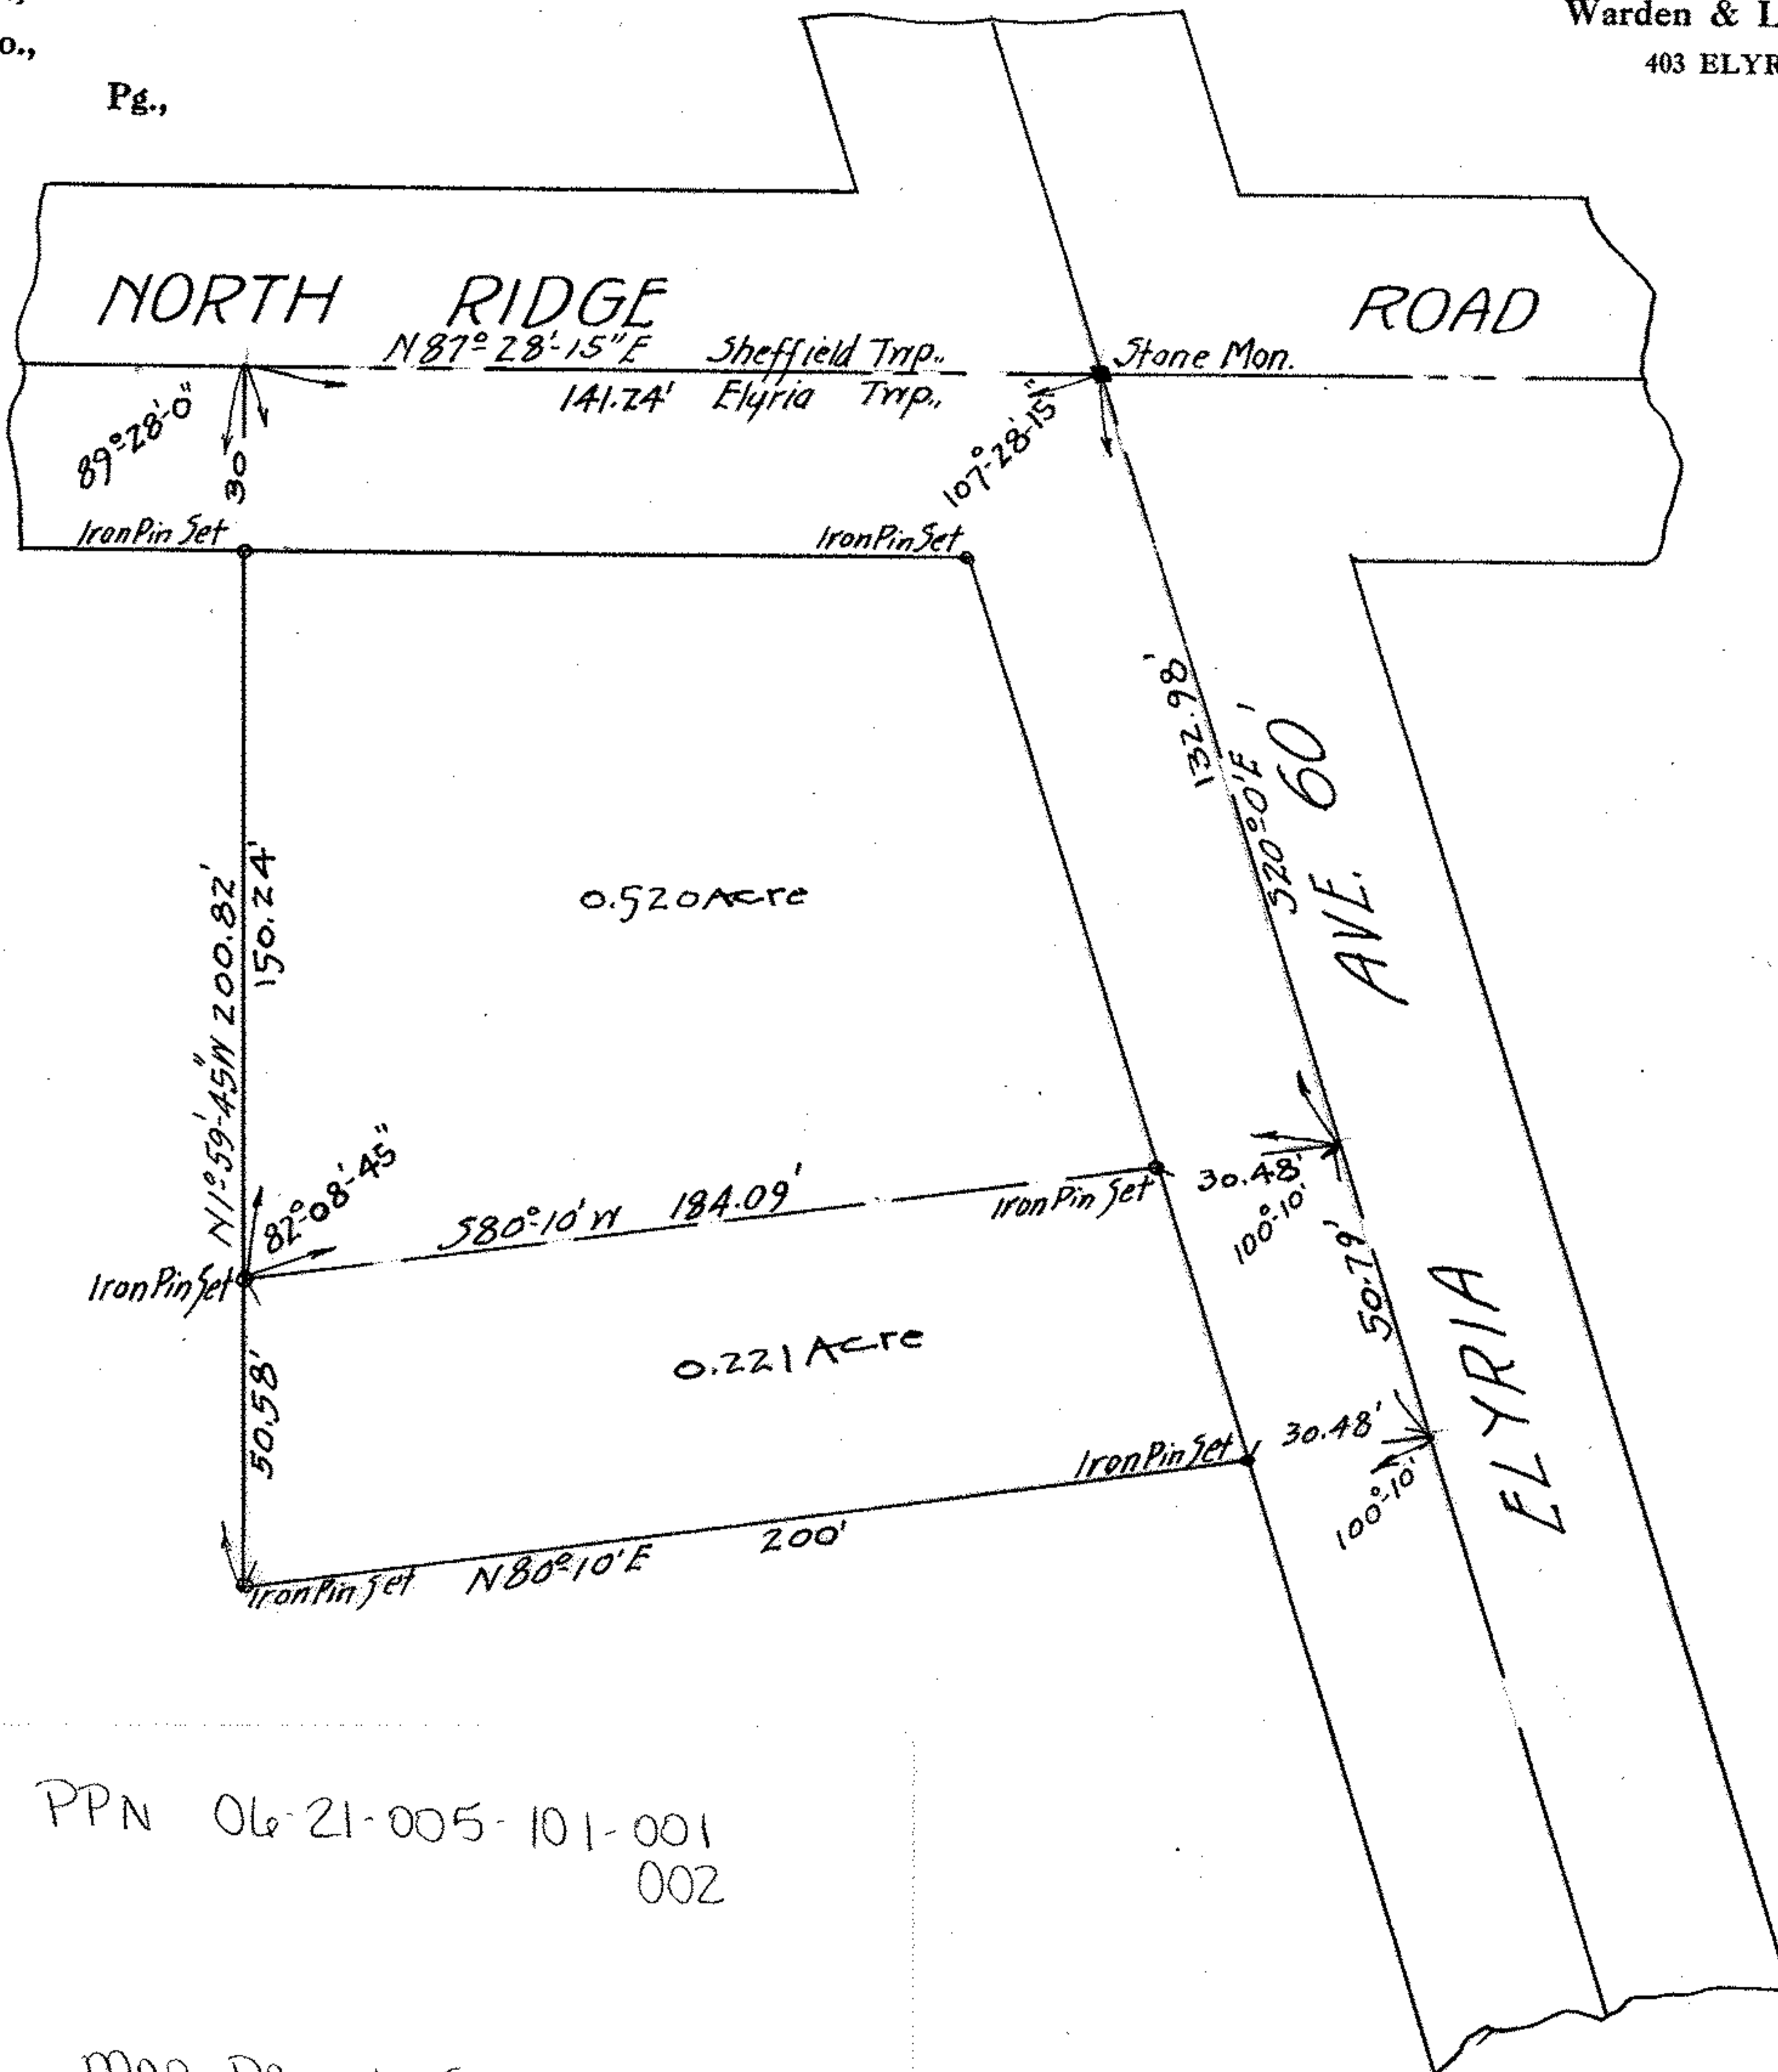 o.,
Warden & L
403 ELYR
Pg.,
NORTH RIDGE ROAD
N87°28'-15"E Sheffield Twp.,
141.24' Elyria Twp.,
Stone Mon.
89°28'-0"
30
107°-28'-15"
Iron Pin Set
Iron Pin Set
132.98'
S20°0'E
AVE. 60'
0.520 Acre
N1°59'-45"W 200.82'
150.24'
82°-08'-45"
S80°-10'W 184.09'
Iron Pin Set
30.48'
100°-10'
Iron Pin Set
50.79'
ELYRIA
0.221 Acre
50.58'
Iron Pin Set
30.48'
100°-10'
Iron Pin Set N80°-10'E 200'
PPN 06-21-005-101-001
002